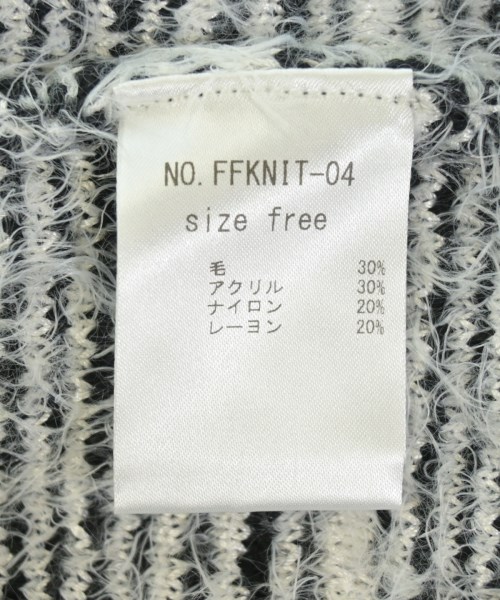 NO. FFKNIT-04
size free
毛 30%
アクリル 30%
ナイロン 20%
レーヨン 20%